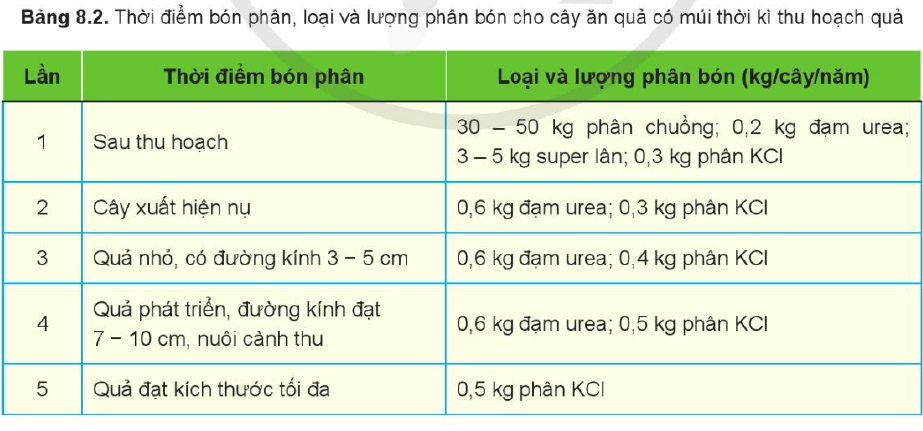 Bảng 8.2. Thời điểm bón phân, loại và lượng phân bón cho cây ăn quả có múi thời kì thu hoạch quả
Lần Thời điểm bón phân Loại và lượng phân bón (kg/cây/năm)
1 Sau thu hoạch 30 – 50 kg phân chuồng; 0,2 kg đạm urea;
3 – 5 kg super lân; 0,3 kg phân KCl
2 Cây xuất hiện nụ 0,6 kg đạm urea; 0,3 kg phân KCl
3 Quả nhỏ, có đường kính 3 – 5 cm 0,6 kg đạm urea; 0,4 kg phân KCl
4 Quả phát triển, đường kính đạt
7 – 10 cm, nuôi cành thu 0,6 kg đạm urea; 0,5 kg phân KCl
5 Quả đạt kích thước tối đa 0,5 kg phân KCl